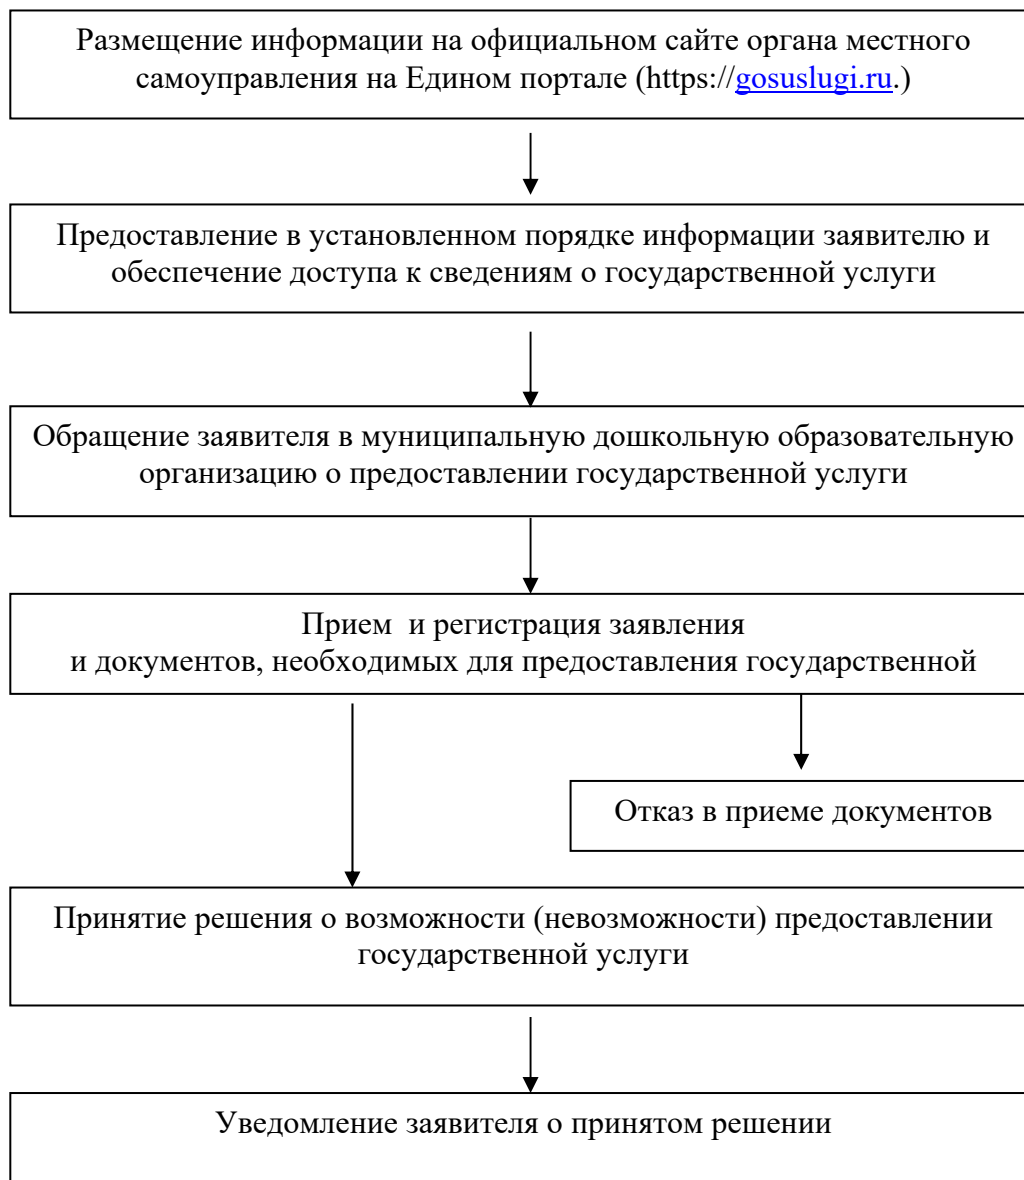 Размещение информации на официальном сайте органа местного
самоуправления на Едином портале (https://gosuslugi.ru.)
Предоставление в установленном порядке информации заявителю и
обеспечение доступа к сведениям о государственной услуги
Обращение заявителя в муниципальную дошкольную образовательную
организацию о предоставлении государственной услуги
Прием и регистрация заявления
и документов, необходимых для предоставления государственной
Отказ в приеме документов
Принятие решения о возможности (невозможности) предоставлении
государственной услуги
Уведомление заявителя о принятом решении